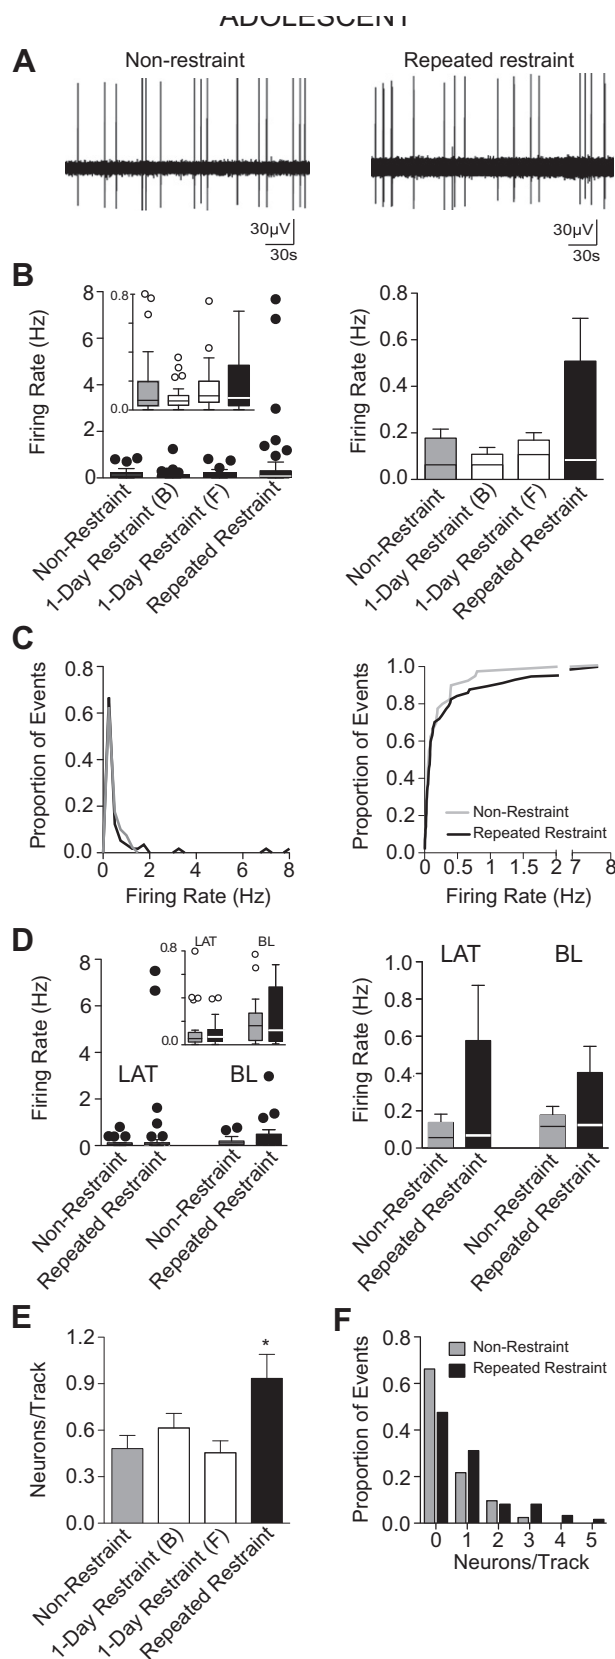 ADOLESCENT
A
Non-restraint
Repeated restraint
30µV
30s
30µV
30s
B
Firing Rate (Hz)
8
6
4
2
0
0.8
0.0
Non-Restraint
1-Day Restraint (B)
1-Day Restraint (F)
Repeated Restraint
Firing Rate (Hz)
0.8
0.6
0.4
0.2
0.0
Non-Restraint
1-Day Restraint (B)
1-Day Restraint (F)
Repeated Restraint
C
Proportion of Events
0.8
0.6
0.4
0.2
0.0
0 2 4 6 8
Firing Rate (Hz)
Proportion of Events
1.0
0.8
0.6
0.4
0.2
0.0
Non-Restraint
Repeated Restraint
0 0.5 1 1.5 2 7 8
Firing Rate (Hz)
D
Firing Rate (Hz)
8
6
4
2
0
0.8
0.0
LAT BL
LAT BL
Non-Restraint
Repeated Restraint
Non-Restraint
Repeated Restraint
Firing Rate (Hz)
1.0
0.8
0.6
0.4
0.2
0.0
LAT BL
Non-Restraint
Repeated Restraint
Non-Restraint
Repeated Restraint
E
Neurons/Track
1.2
0.9
0.6
0.3
0.0
*
Non-Restraint
1-Day Restraint (B)
1-Day Restraint (F)
Repeated Restraint
F
Proportion of Events
0.8
0.6
0.4
0.2
0.0
Non-Restraint
Repeated Restraint
0 1 2 3 4 5
Neurons/Track